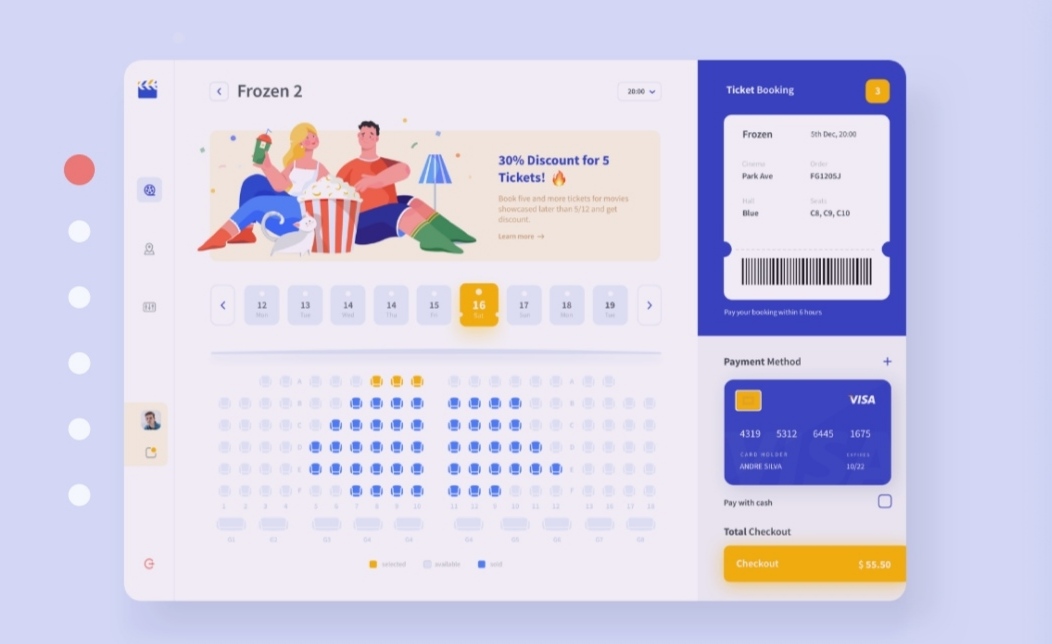 Frozen 2
20:00
30% Discount for 5
Tickets! 🔥
Book five and more tickets for movies
showcased later than 5/12 and get
discount.
Learn more →
12 13 14 14 15 16 17 18 19
Mon Tue Wed Thu Fri Sun Mon Tue
A A
B B
C C
D D
E E
F F
1 2 3 4 5 6 7 8 9 10 11 12 9 10 11 12 13 16 17 18
selected available sold
Ticket Booking
3
Frozen 5th Dec, 20:00
Cinema Order
Park Ave FG1205J
Hall Seats
Blue C8, C9, C10
Pay your booking within 6 hours
Payment Method +
VISA
4319 5312 6445 1675
CARD HOLDER EXPIRES
ANDRE SILVA 10/22
Pay with cash
Total Checkout
Checkout $ 55.50